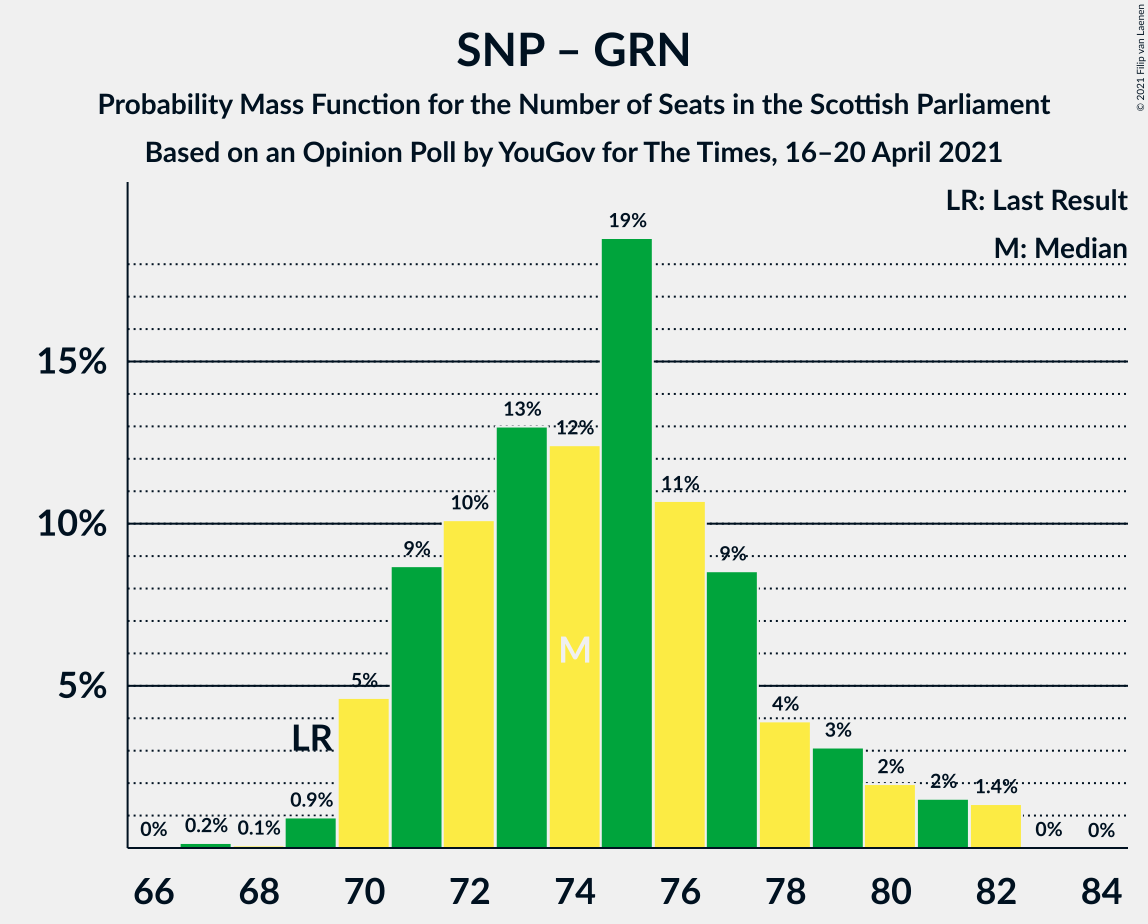 SNP – GRN
Probability Mass Function for the Number of Seats in the Scottish Parliament
Based on an Opinion Poll by YouGov for The Times, 16–20 April 2021
© 2021 Filip van Laenen
LR: Last Result
M: Median
19%
15%
13%
12%
11%
10%
10%
9%
9%
M
5%
5%
4%
LR
3%
2%
2%
1.4%
0.9%
0%
0.2%
0.1%
0%
0%
66 68 70 72 74 76 78 80 82 84